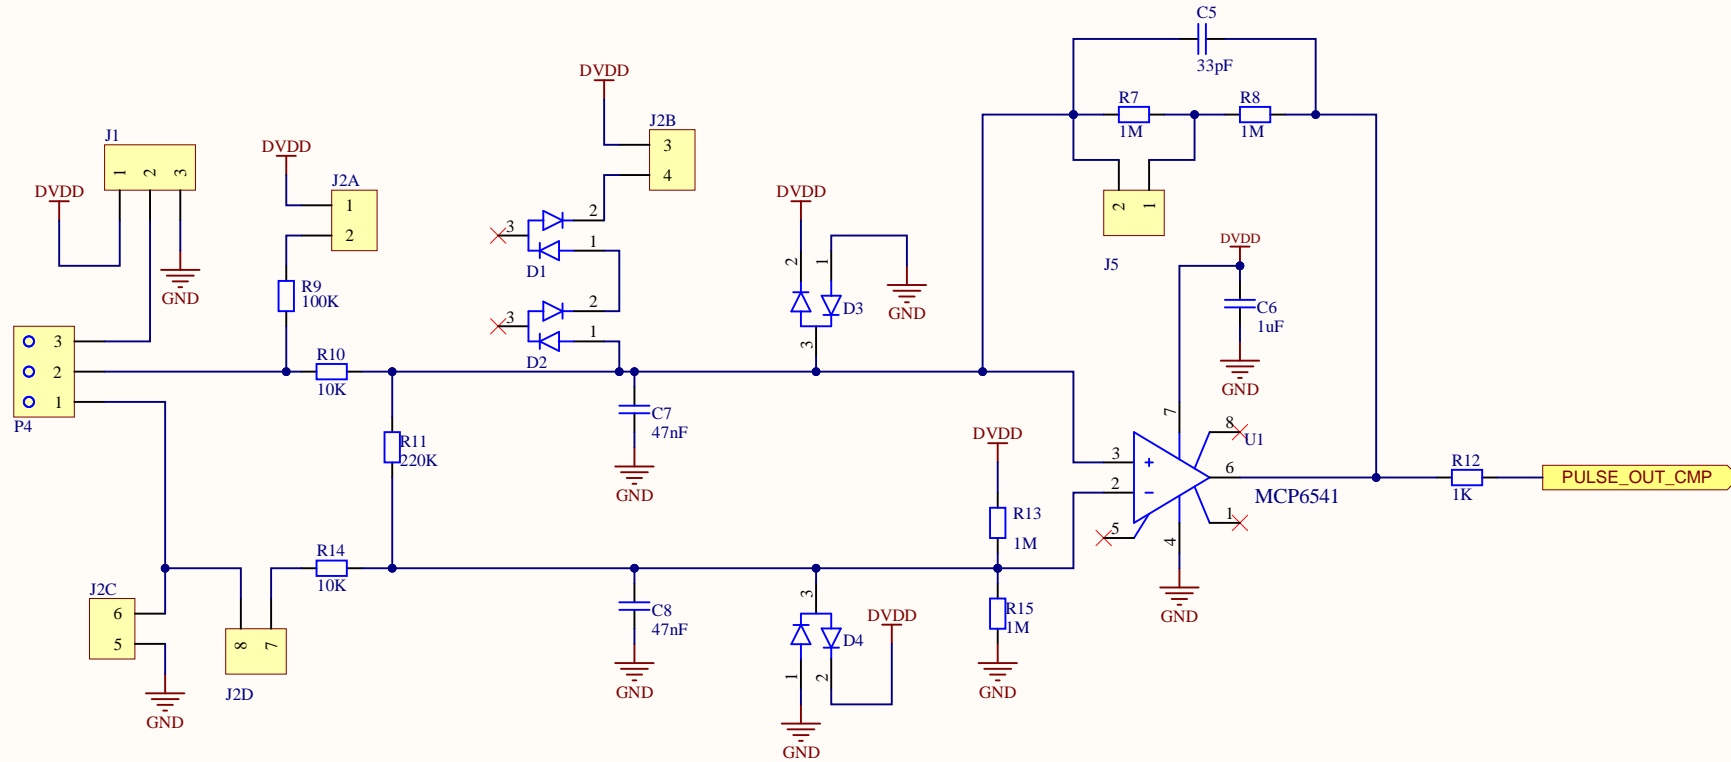 C5
33pF
R7
1M
R8
1M
2
1
J5
DVDD
J2B
3
4
J1
1
2
3
DVDD
GND
DVDD
J2A
1
2
R9
100K
3
2
1
D1
3
2
1
D2
DVDD
2
1
D3
3
GND
DVDD
C6
1uF
GND
3
2
1
P4
R10
10K
R11
220K
C7
47nF
GND
DVDD
R13
1M
3
2
5
7
8
U1
6
1
4
MCP6541
GND
R12
1K
PULSE_OUT_CMP
R14
10K
J2C
6
5
GND
8
7
J2D
C8
47nF
GND
3
1
2
D4
DVDD
GND
R15
1M
GND